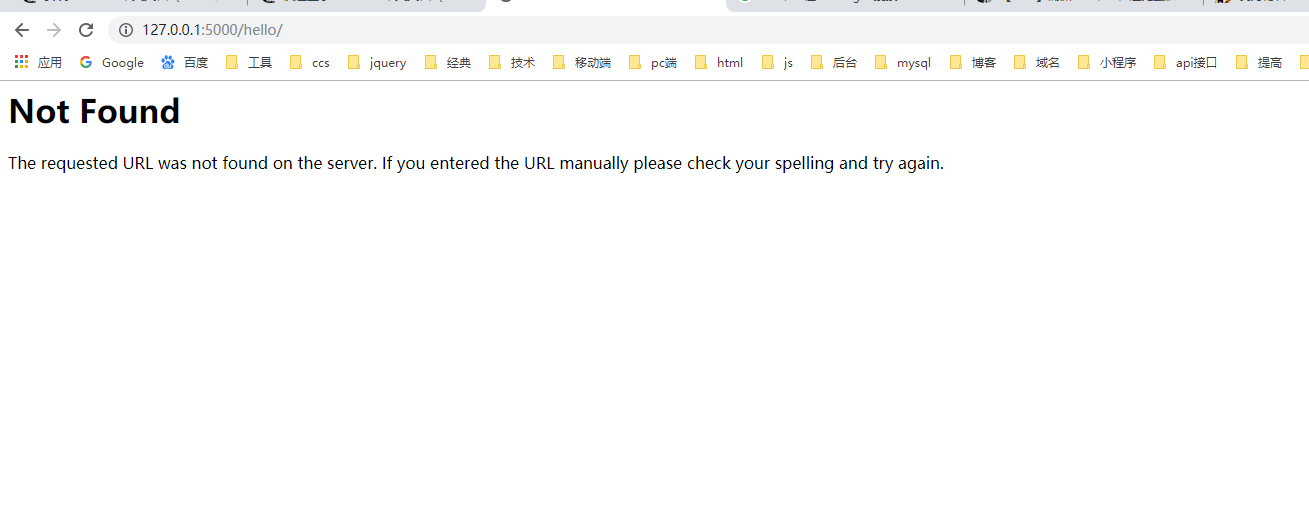 127.0.0.1:5000/hello/
应用 Google 百度 工具 ccs jquery 经典 技术 移动端 pc端 html js 后台 mysql 博客 域名 小程序 api接口 提高
Not Found
The requested URL was not found on the server. If you entered the URL manually please check your spelling and try again.